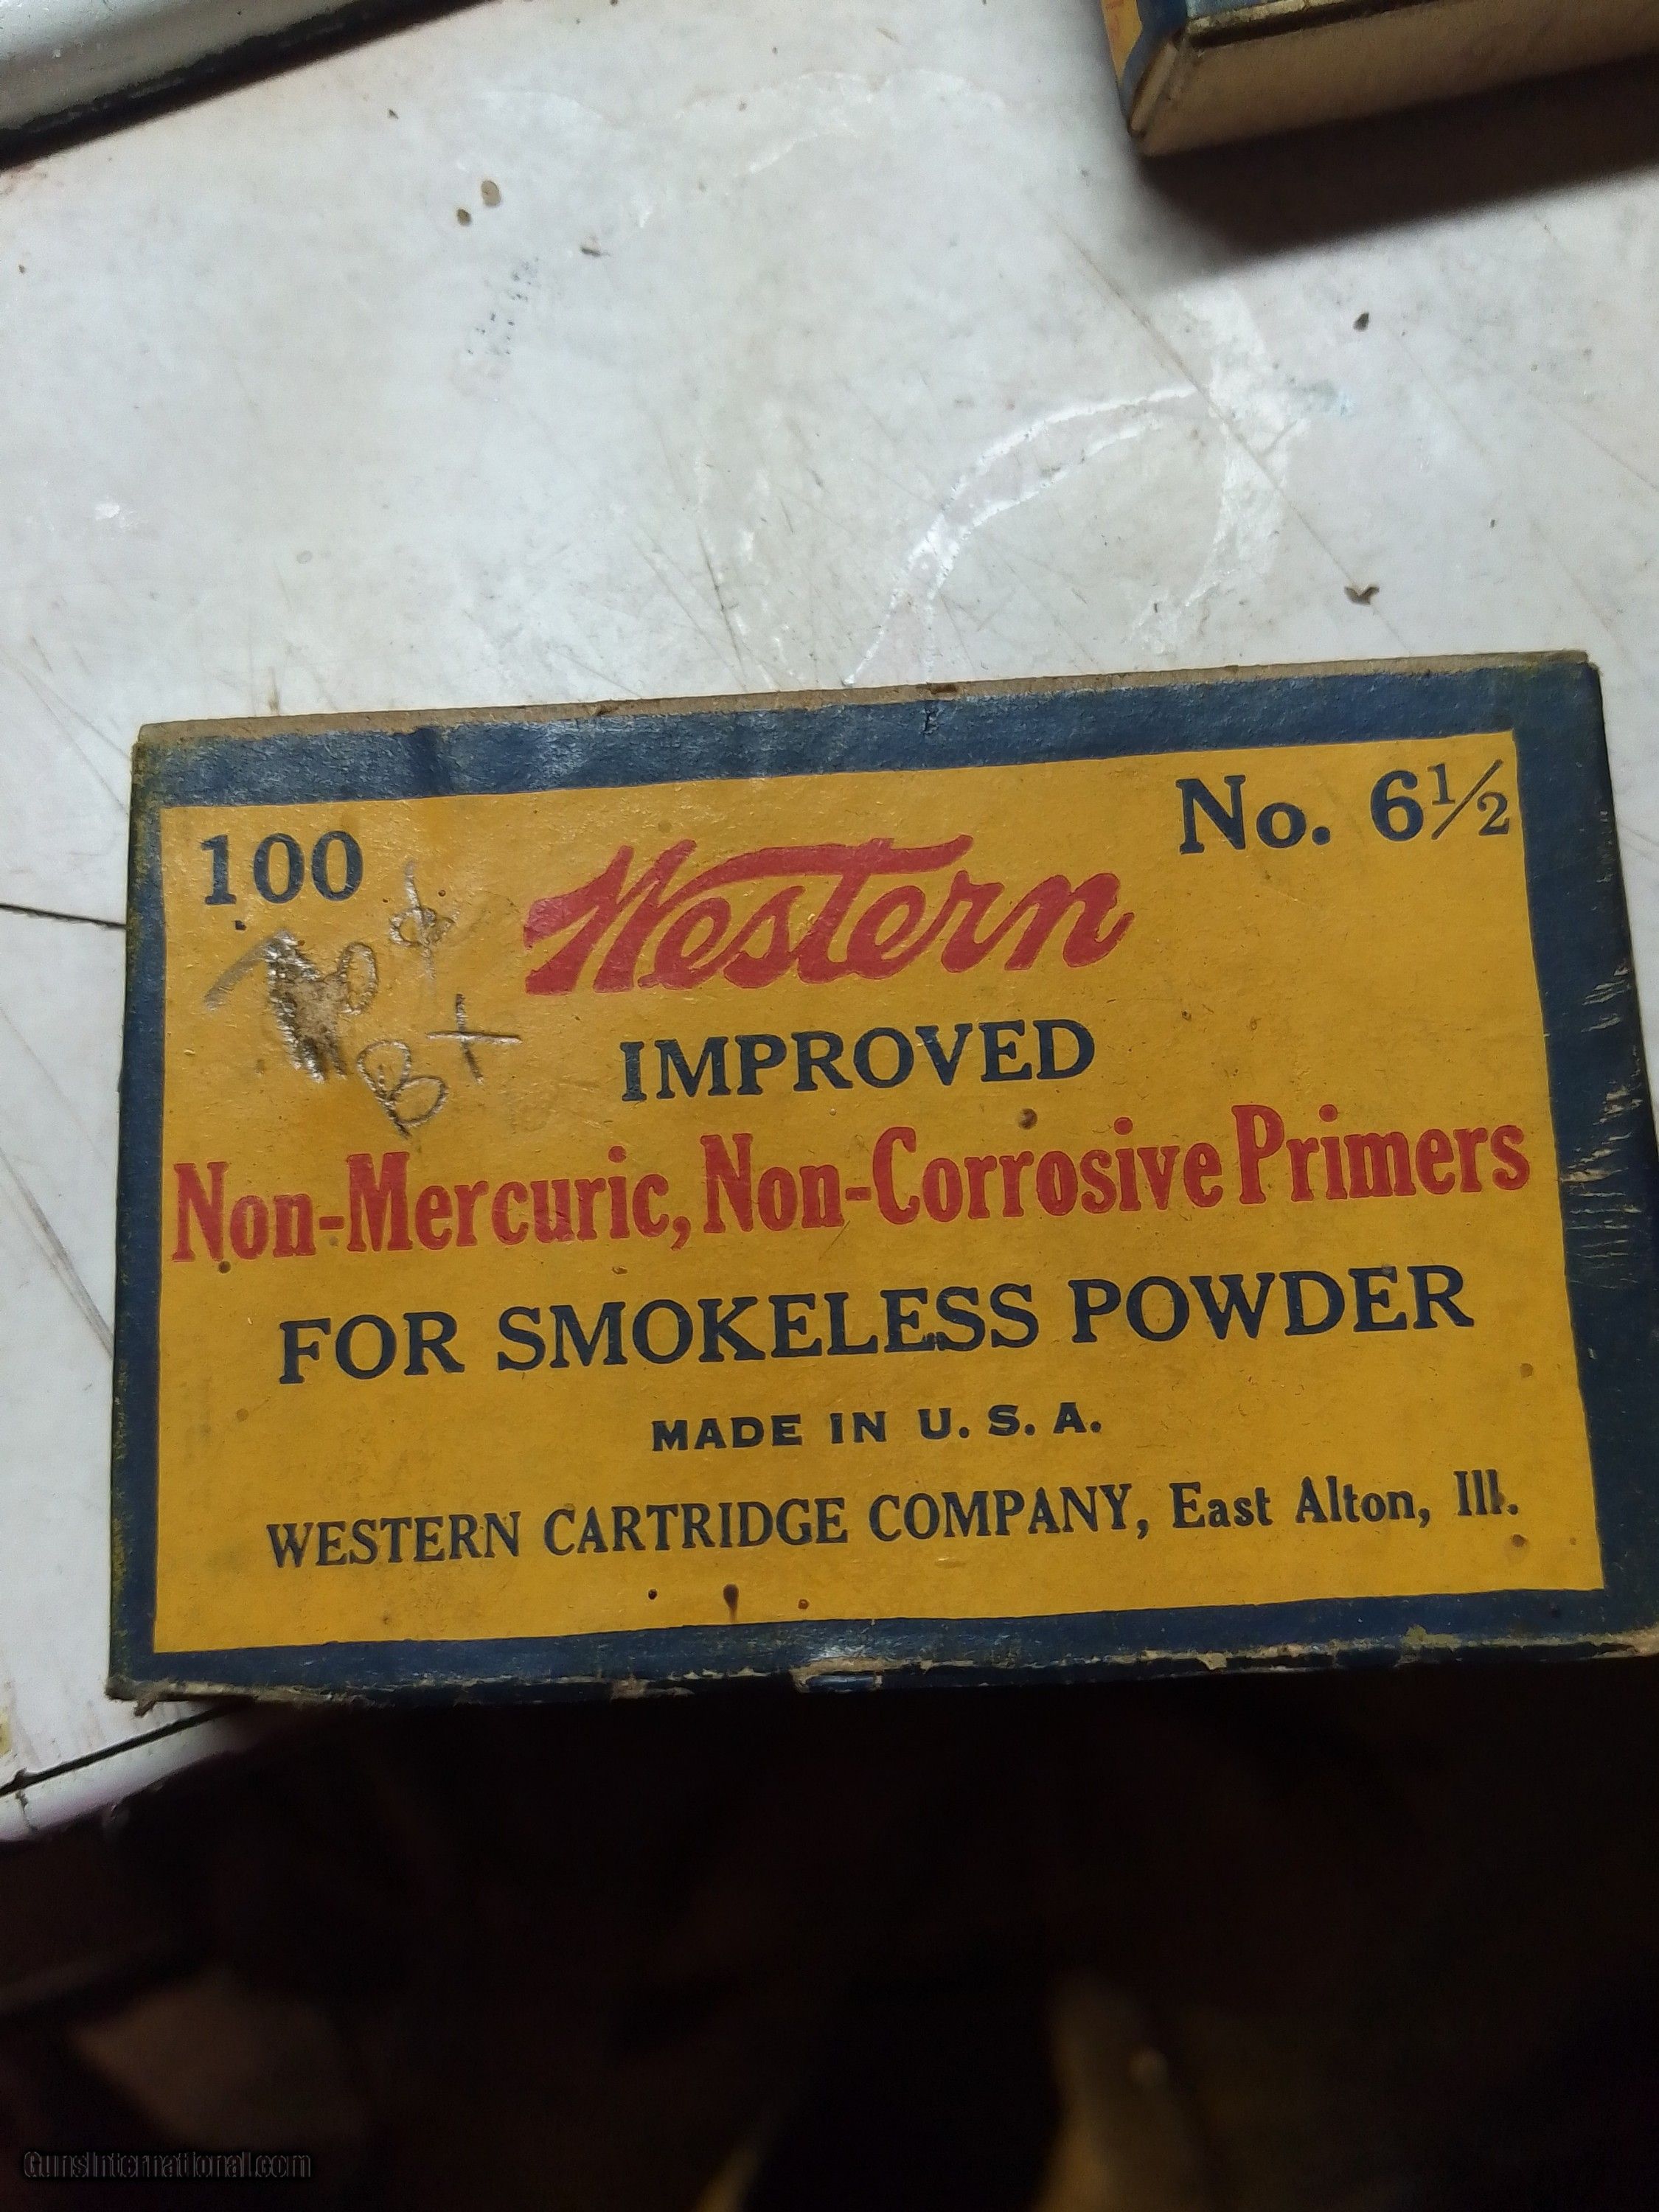 100
No. 6½
Western
IMPROVED
Non-Mercuric, Non-Corrosive Primers
FOR SMOKELESS POWDER
MADE IN U. S. A.
WESTERN CARTRIDGE COMPANY, East Alton, Ill.
GunsInternational.com